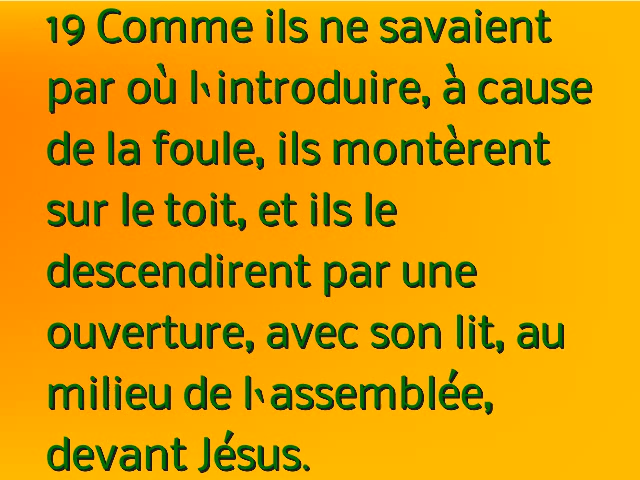 19 Comme ils ne savaient
par où l'introduire, à cause
de la foule, ils montèrent
sur le toit, et ils le
descendirent par une
ouverture, avec son lit, au
milieu de l'assemblée,
devant Jésus.